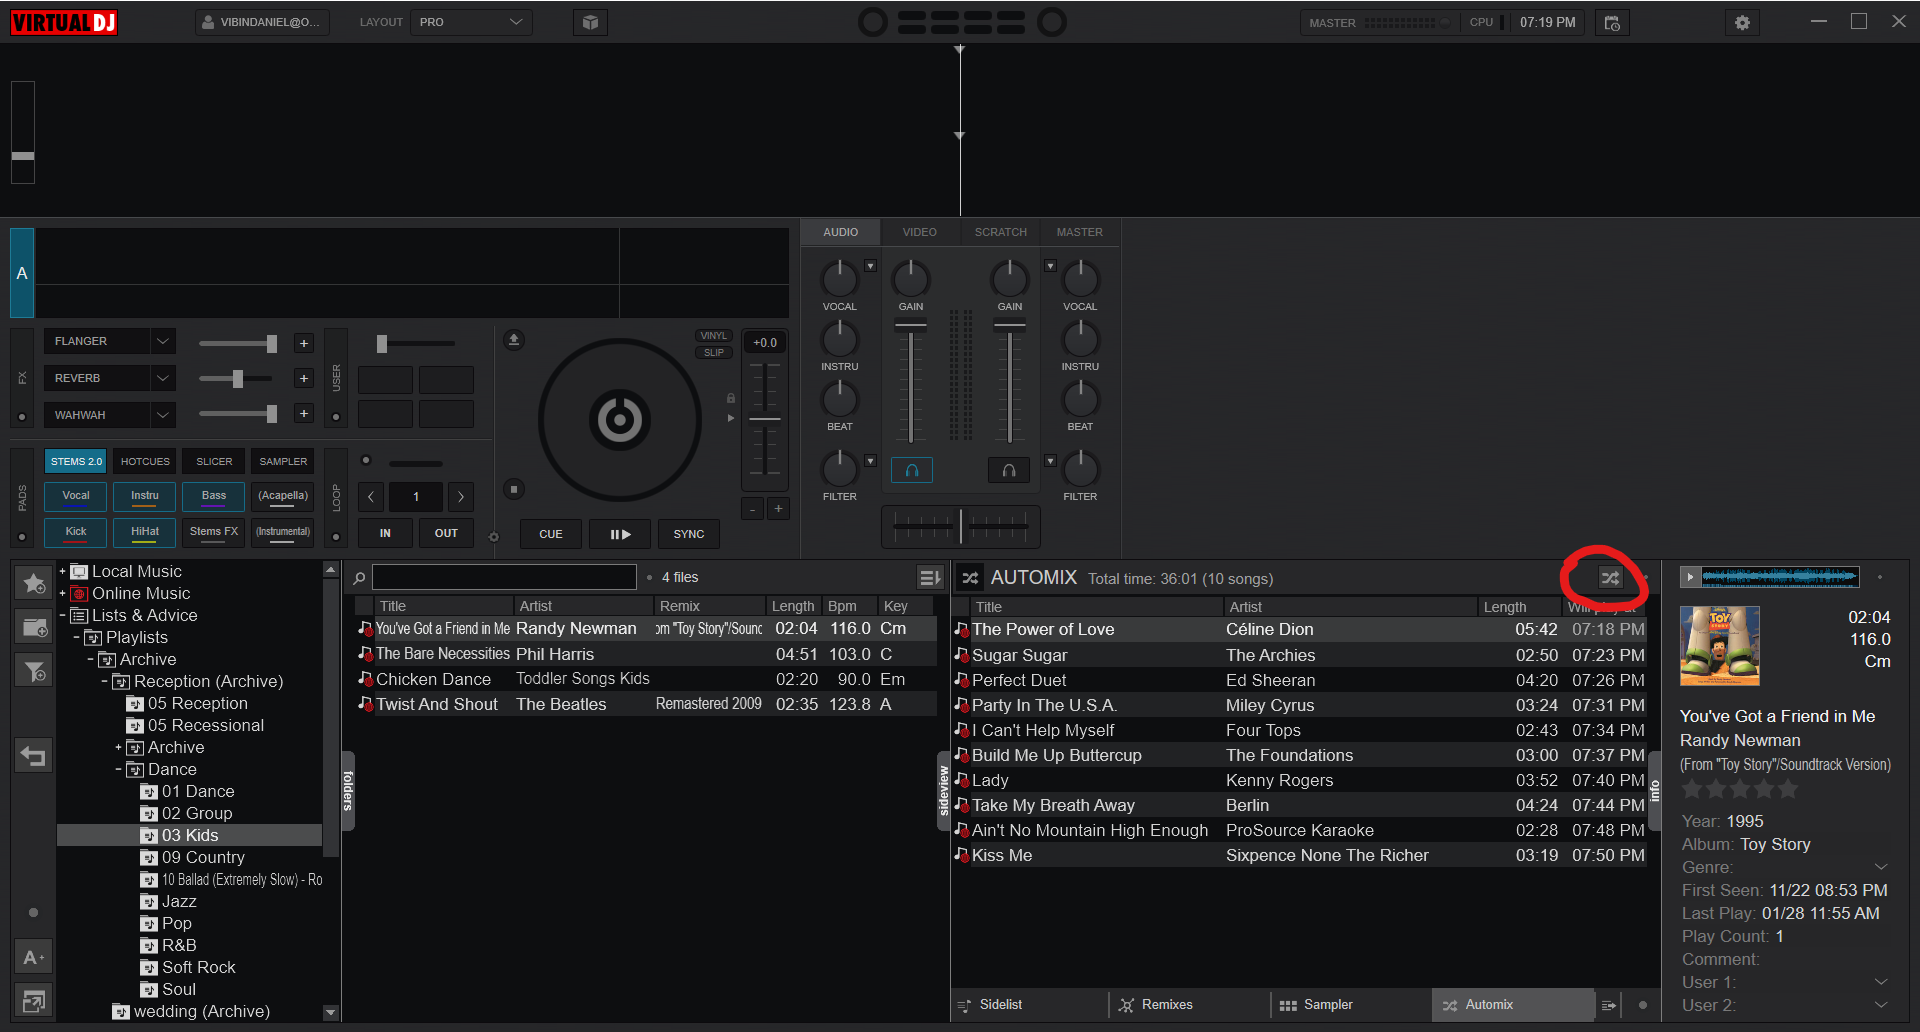 VIRTUAL DJ
VIBINDANIEL@O...
LAYOUT PRO
MASTER CPU 07:19 PM
A
AUDIO VIDEO SCRATCH MASTER
VOCAL GAIN GAIN VOCAL
INSTRU INSTRU
BEAT BEAT
FILTER FILTER
FX
FLANGER +
REVERB +
WAHWAH +
USER
VINYL
SLIP
+0.0
PADS
STEMS 2.0 HOTCUES SLICER SAMPLER
Vocal Instru Bass (Acapella)
Kick HiHat Stems FX (Instrumental)
LOOP
< 1 >
IN OUT
CUE SYNC
- +
Local Music
Online Music
Lists & Advice
Playlists
Archive
Reception (Archive)
05 Reception
05 Recessional
Archive
Dance
01 Dance
02 Group
03 Kids
09 Country
10 Ballad (Extremely Slow) - Ro
Jazz
Pop
R&B
Soft Rock
Soul
wedding (Archive)
A+
folders
4 files
Title Artist Remix Length Bpm Key
You've Got a Friend in Me Randy Newman om "Toy Story"/Sound 02:04 116.0 Cm
The Bare Necessities Phil Harris 04:51 103.0 C
Chicken Dance Toddler Songs Kids 02:20 90.0 Em
Twist And Shout The Beatles Remastered 2009 02:35 123.8 A
sideview
AUTOMIX Total time: 36:01 (10 songs)
Title Artist Length Will play at
The Power of Love Céline Dion 05:42 07:18 PM
Sugar Sugar The Archies 02:50 07:23 PM
Perfect Duet Ed Sheeran 04:20 07:26 PM
Party In The U.S.A. Miley Cyrus 03:24 07:31 PM
I Can't Help Myself Four Tops 02:43 07:34 PM
Build Me Up Buttercup The Foundations 03:00 07:37 PM
Lady Kenny Rogers 03:52 07:40 PM
Take My Breath Away Berlin 04:24 07:44 PM
Ain't No Mountain High Enough ProSource Karaoke 02:28 07:48 PM
Kiss Me Sixpence None The Richer 03:19 07:50 PM
Sidelist Remixes Sampler Automix
info
TOY STORY
02:04
116.0
Cm
You've Got a Friend in Me
Randy Newman
(From "Toy Story"/Soundtrack Version)
Year: 1995
Album: Toy Story
Genre:
First Seen: 11/22 08:53 PM
Last Play: 01/28 11:55 AM
Play Count: 1
Comment:
User 1:
User 2: